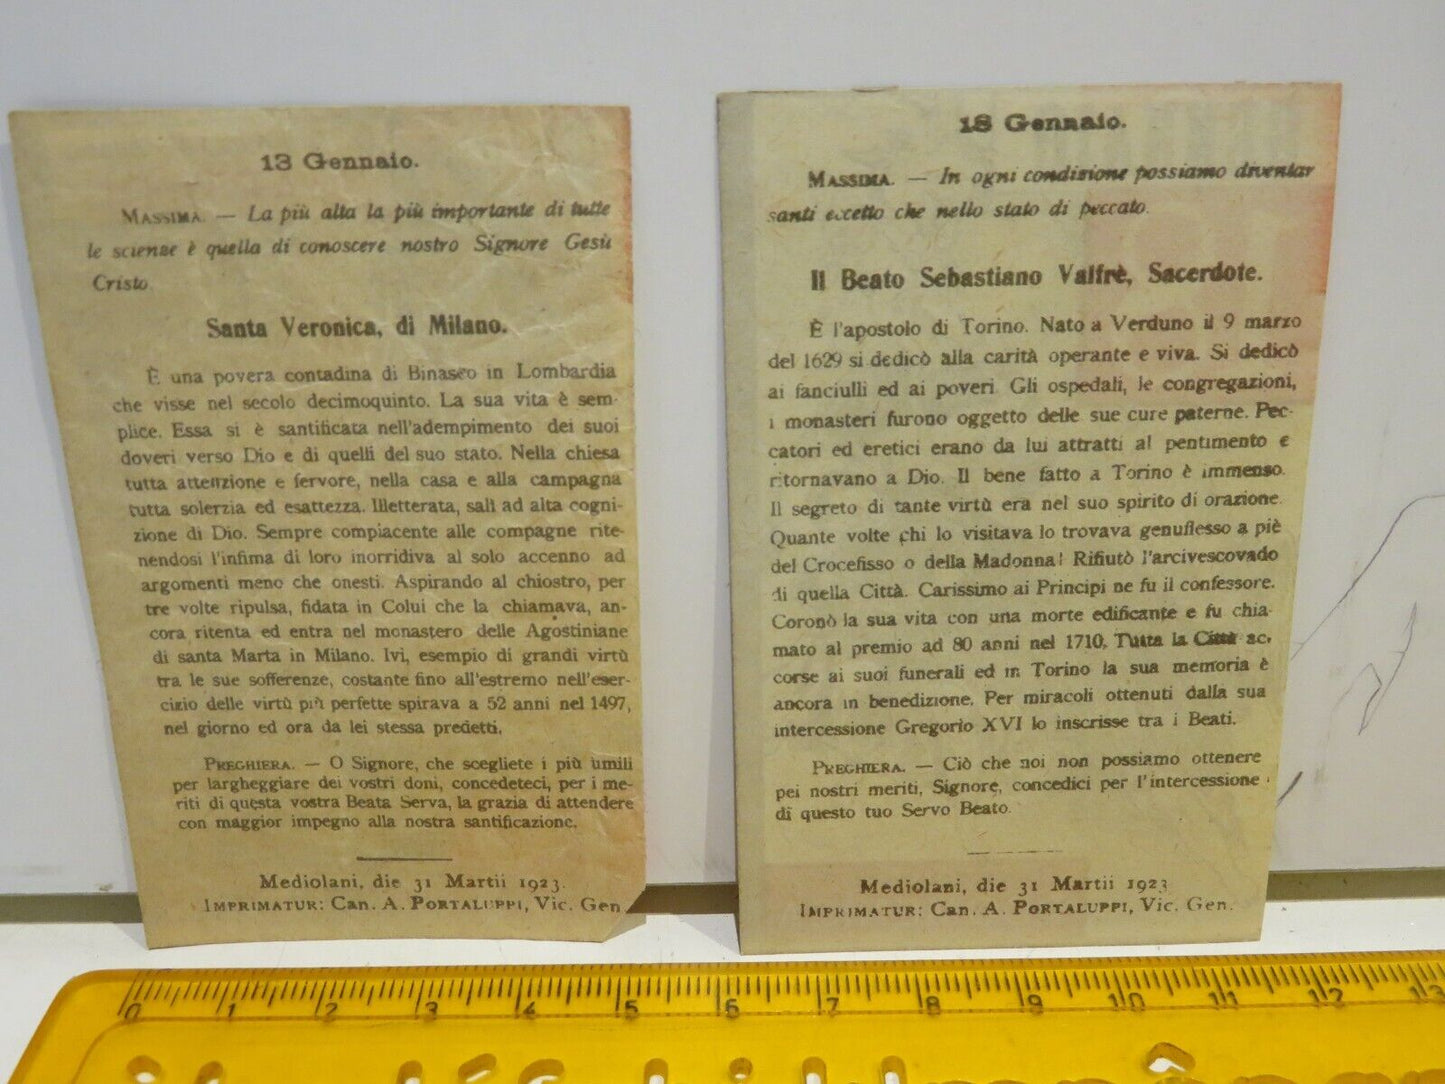 13 Gennaio.
MASSIMA. — La più alta la più importante di tutte
le scienze è quella di conoscere nostro Signore Gesù
Cristo.
Santa Veronica, di Milano.
È una povera contadina di Binasco in Lombardia
che visse nel secolo decimoquinto. La sua vita è sem-
plice. Essa si è santificata nell'adempimento dei suoi
doveri verso Dio e di quelli del suo stato. Nella chiesa
tutta attenzione e fervore, nella casa e alla campagna
tutta solerzia ed esattezza. Illetterata, salì ad alta cogni-
zione di Dio. Sempre compiacente alle compagne rite-
nendosi l'infima di loro inorridiva al solo accenno ad
argomenti meno che onesti. Aspirando al chiostro, per
tre volte ripulsa, fidata in Colui che la chiamava, an-
cora ritenta ed entra nel monastero delle Agostiniane
di santa Marta in Milano. Ivi, esempio di grandi virtù
tra le sue sofferenze, costante fino all'estremo nell'eser-
cizio delle virtù più perfette spirava a 52 anni nel 1497,
nel giorno ed ora da lei stessa predetti.
PREGHIERA. — O Signore, che scegliete i più umili
per largheggiare dei vostri doni, concedeteci, per i me-
riti di questa vostra Beata Serva, la grazia di attendere
con maggior impegno alla nostra santificazione.
Mediolani, die 31 Martii 1923.
IMPRIMATUR: Can. A. PORTALUPPI, Vic. Gen
18 Gennaio.
MASSIMA. — In ogni condizione possiamo diventar
santi eccetto che nello stato di peccato.
Il Beato Sebastiano Valfrè, Sacerdote.
È l'apostolo di Torino. Nato a Verduno il 9 marzo
del 1629 si dedicò alla carità operante e viva. Si dedicò
ai fanciulli ed ai poveri. Gli ospedali, le congregazioni,
i monasteri furono oggetto delle sue cure paterne. Pec-
catori ed eretici erano da lui attratti al pentimento e
ritornavano a Dio. Il bene fatto a Torino è immenso.
Il segreto di tante virtù era nel suo spirito di orazione.
Quante volte chi lo visitava lo trovava genuflesso a piè
del Crocefisso o della Madonna! Rifiutò l'arcivescovado
di quella Città. Carissimo ai Principi ne fu il confessore.
Coronò la sua vita con una morte edificante e fu chia-
mato al premio ad 80 anni nel 1710. Tutta la Città ac-
corse ai suoi funerali ed in Torino la sua memoria è
ancora in benedizione. Per miracoli ottenuti dalla sua
intercessione Gregorio XVI lo inscrisse tra i Beati.
PREGHIERA. — Ciò che noi non possiamo ottenere
pei nostri meriti, Signore, concedici per l'intercessione
di questo tuo Servo Beato.
Mediolani, die 31 Martii 1923
IMPRIMATUR: Can. A. PORTALUPPI, Vic. Gen.
0 1 2 3 4 5 6 7 8 9 10 11 12 13